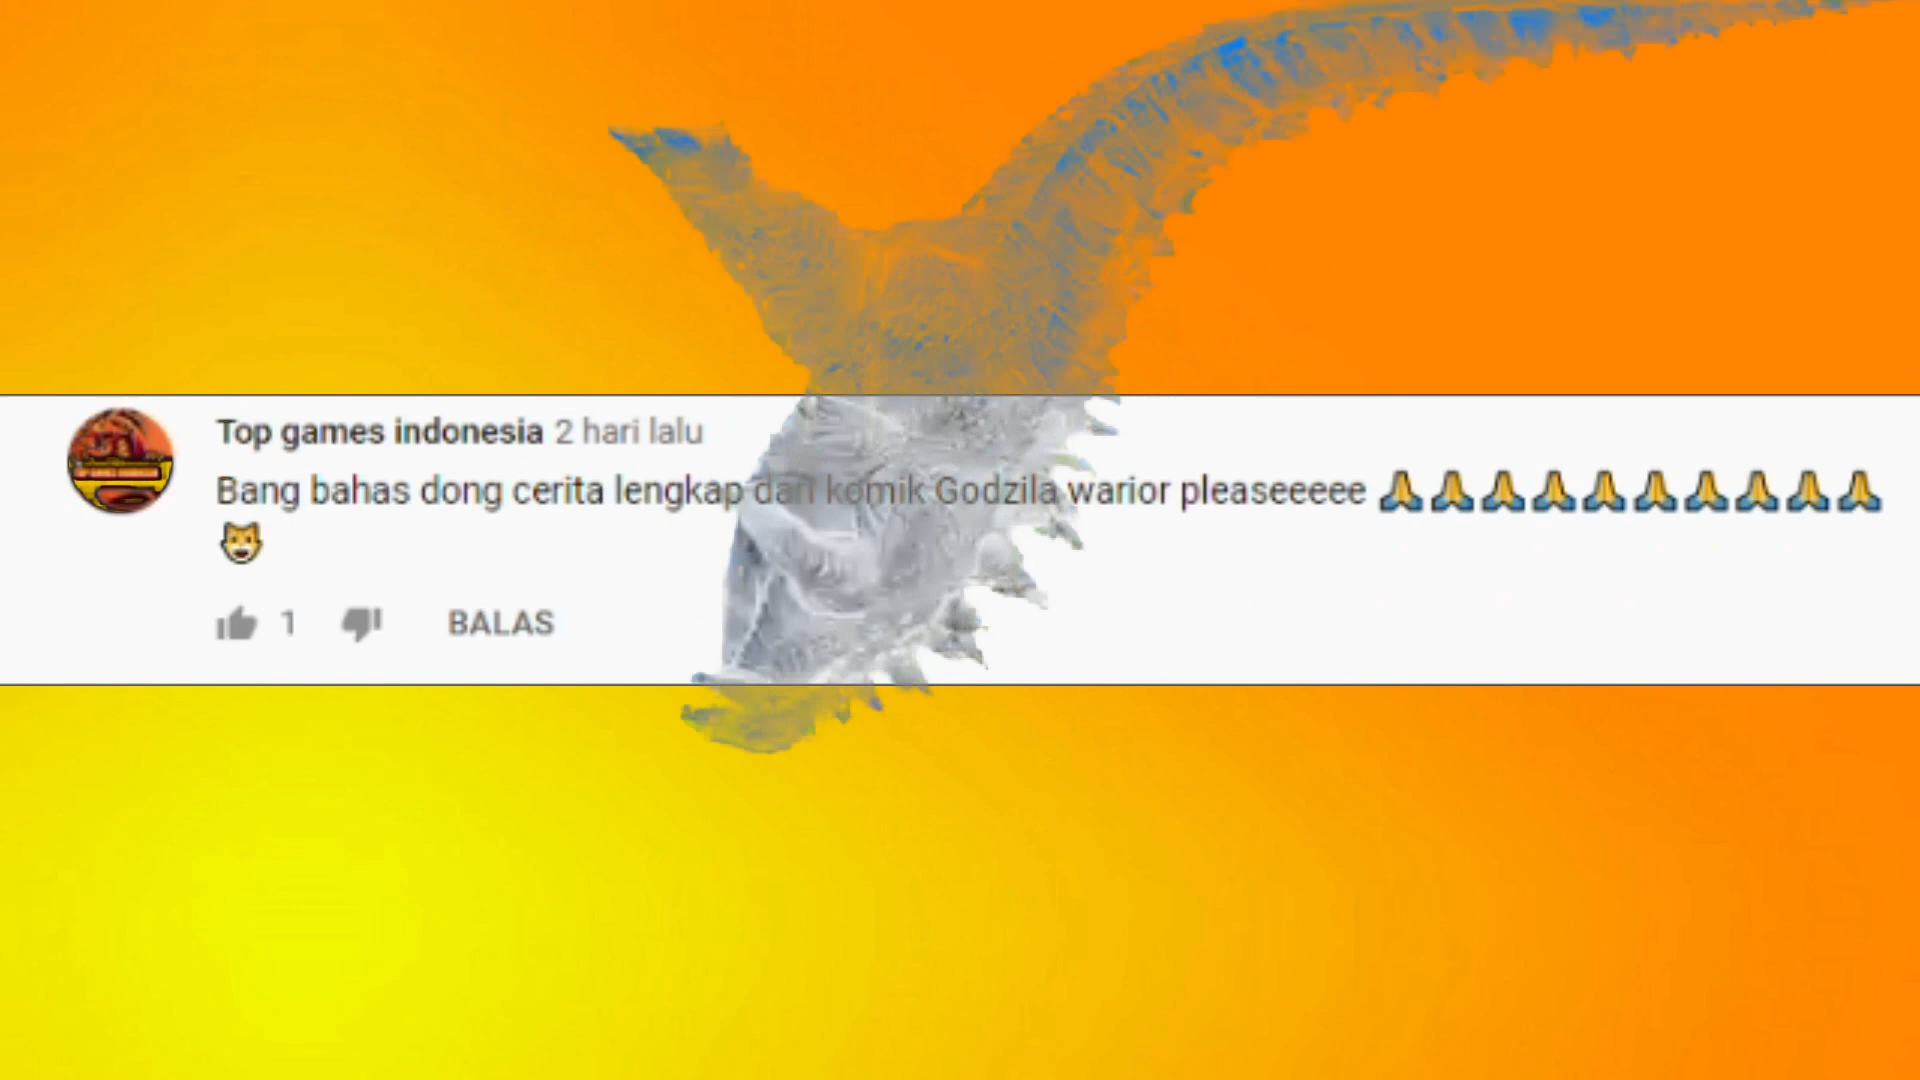 Top games indonesia 2 hari lalu
Bang bahas dong cerita lengkap dari komik Godzila warior pleaseeeee 🙏🙏🙏🙏🙏🙏🙏🙏🙏🙏
😺
1 BALAS